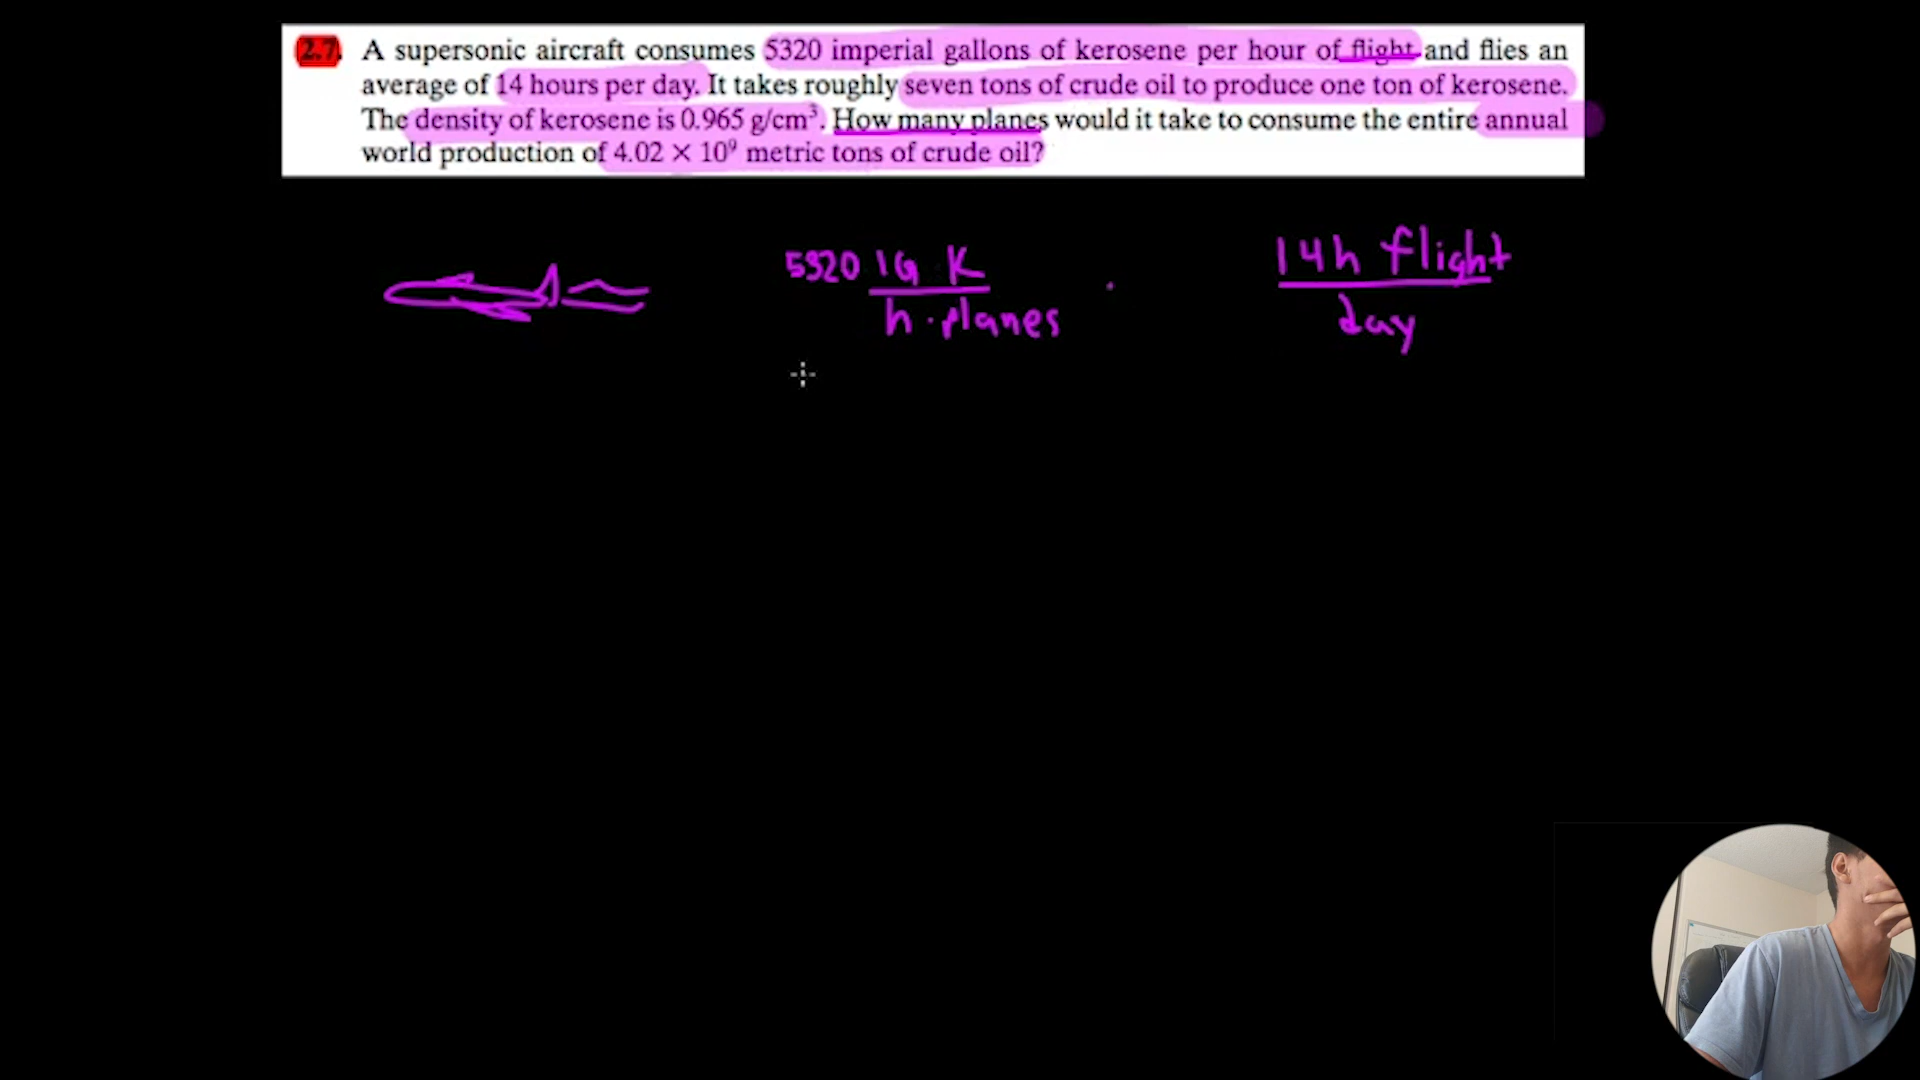 2.7. A supersonic aircraft consumes 5320 imperial gallons of kerosene per hour of flight and flies an
average of 14 hours per day. It takes roughly seven tons of crude oil to produce one ton of kerosene.
The density of kerosene is 0.965 g/cm³. How many planes would it take to consume the entire annual
world production of 4.02 × 10⁹ metric tons of crude oil?
5320 IG K
h · planes
·
14h flight
day